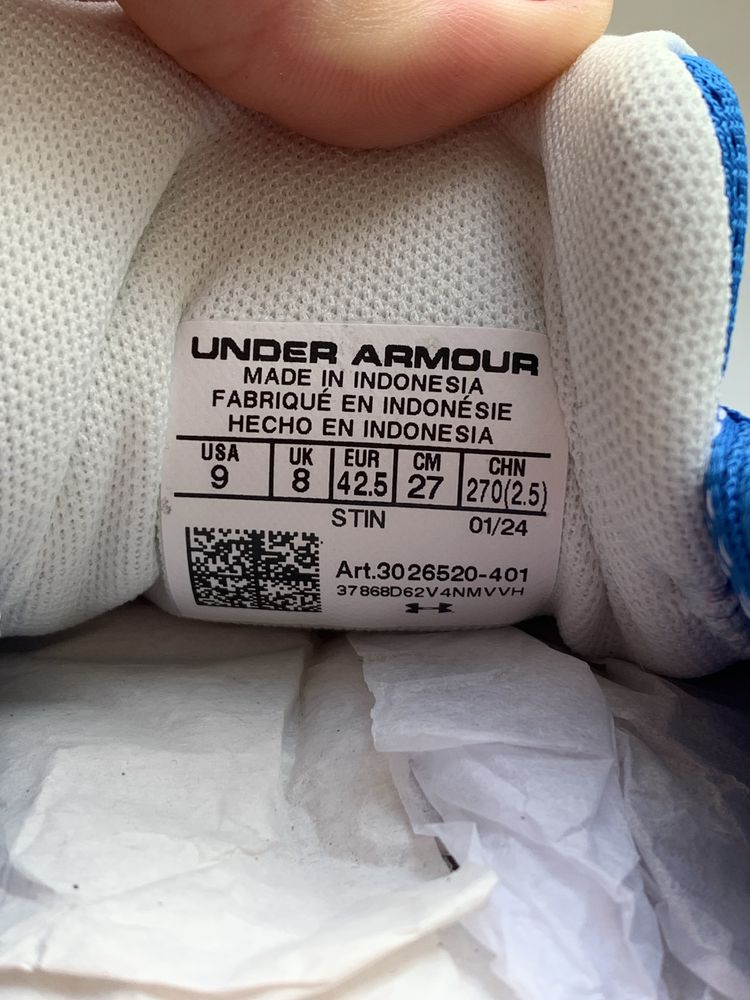 UNDER ARMOUR
MADE IN INDONESIA
FABRIQUÉ EN INDONÉSIE
HECHO EN INDONESIA
USA UK EUR CM CHN
9 8 42.5 27 270(2.5)
STIN 01/24
Art.3026520-401
37868D62V4NMVVH